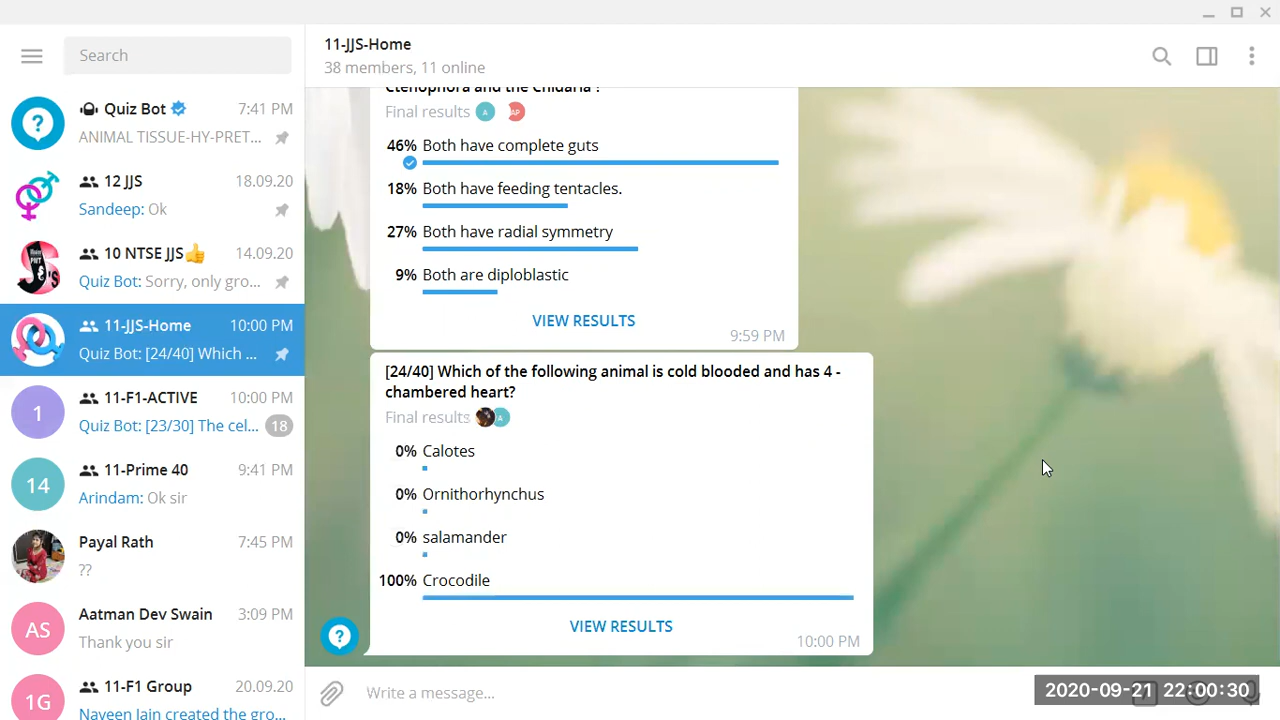 Search
Quiz Bot 7:41 PM
ANIMAL TISSUE-HY-PRET...
12 JJS 18.09.20
Sandeep: Ok
10 NTSE JJS👍 14.09.20
Quiz Bot: Sorry, only gro...
11-JJS-Home 10:00 PM
Quiz Bot: [24/40] Which ...
1
11-F1-ACTIVE 10:00 PM
Quiz Bot: [23/30] The cel... 18
14
11-Prime 40 9:41 PM
Arindam: Ok sir
Payal Rath 7:45 PM
??
AS
Aatman Dev Swain 3:09 PM
Thank you sir
1G
11-F1 Group 20.09.20
Naveen Jain created the gro...
11-JJS-Home
38 members, 11 online
Ctenophora and the Cnidaria ?
Final results A AP
46% Both have complete guts
18% Both have feeding tentacles.
27% Both have radial symmetry
9% Both are diploblastic
VIEW RESULTS
9:59 PM
[24/40] Which of the following animal is cold blooded and has 4 -
chambered heart?
Final results A
0% Calotes
0% Ornithorhynchus
0% salamander
100% Crocodile
VIEW RESULTS
10:00 PM
Write a message...
2020-09-21 22:00:30